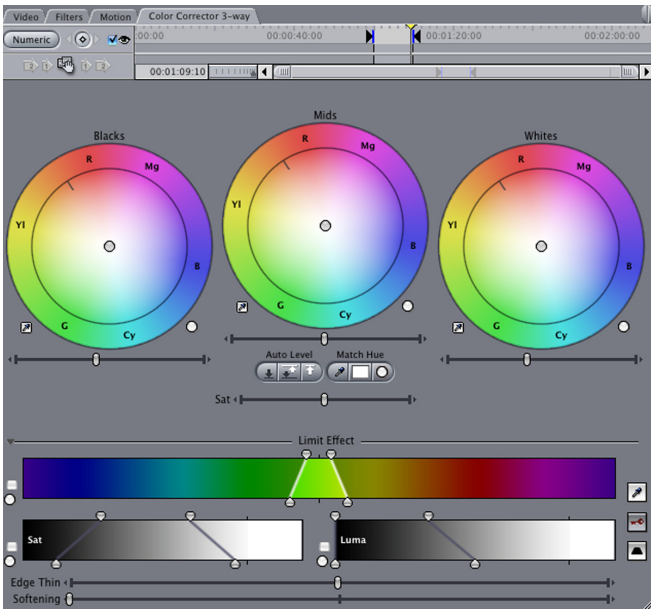 Video Filters Motion Color Corrector 3-way
Numeric :00:00 00:00:40:00 00:01:20:00 00:02:00:00
00:01:09:10
Blacks Mids Whites
R Mg Yl B G Cy
R Mg Yl B G Cy
R Mg Yl B G Cy
Auto Level Match Hue
Sat
Limit Effect
Sat Luma
Edge Thin
Softening